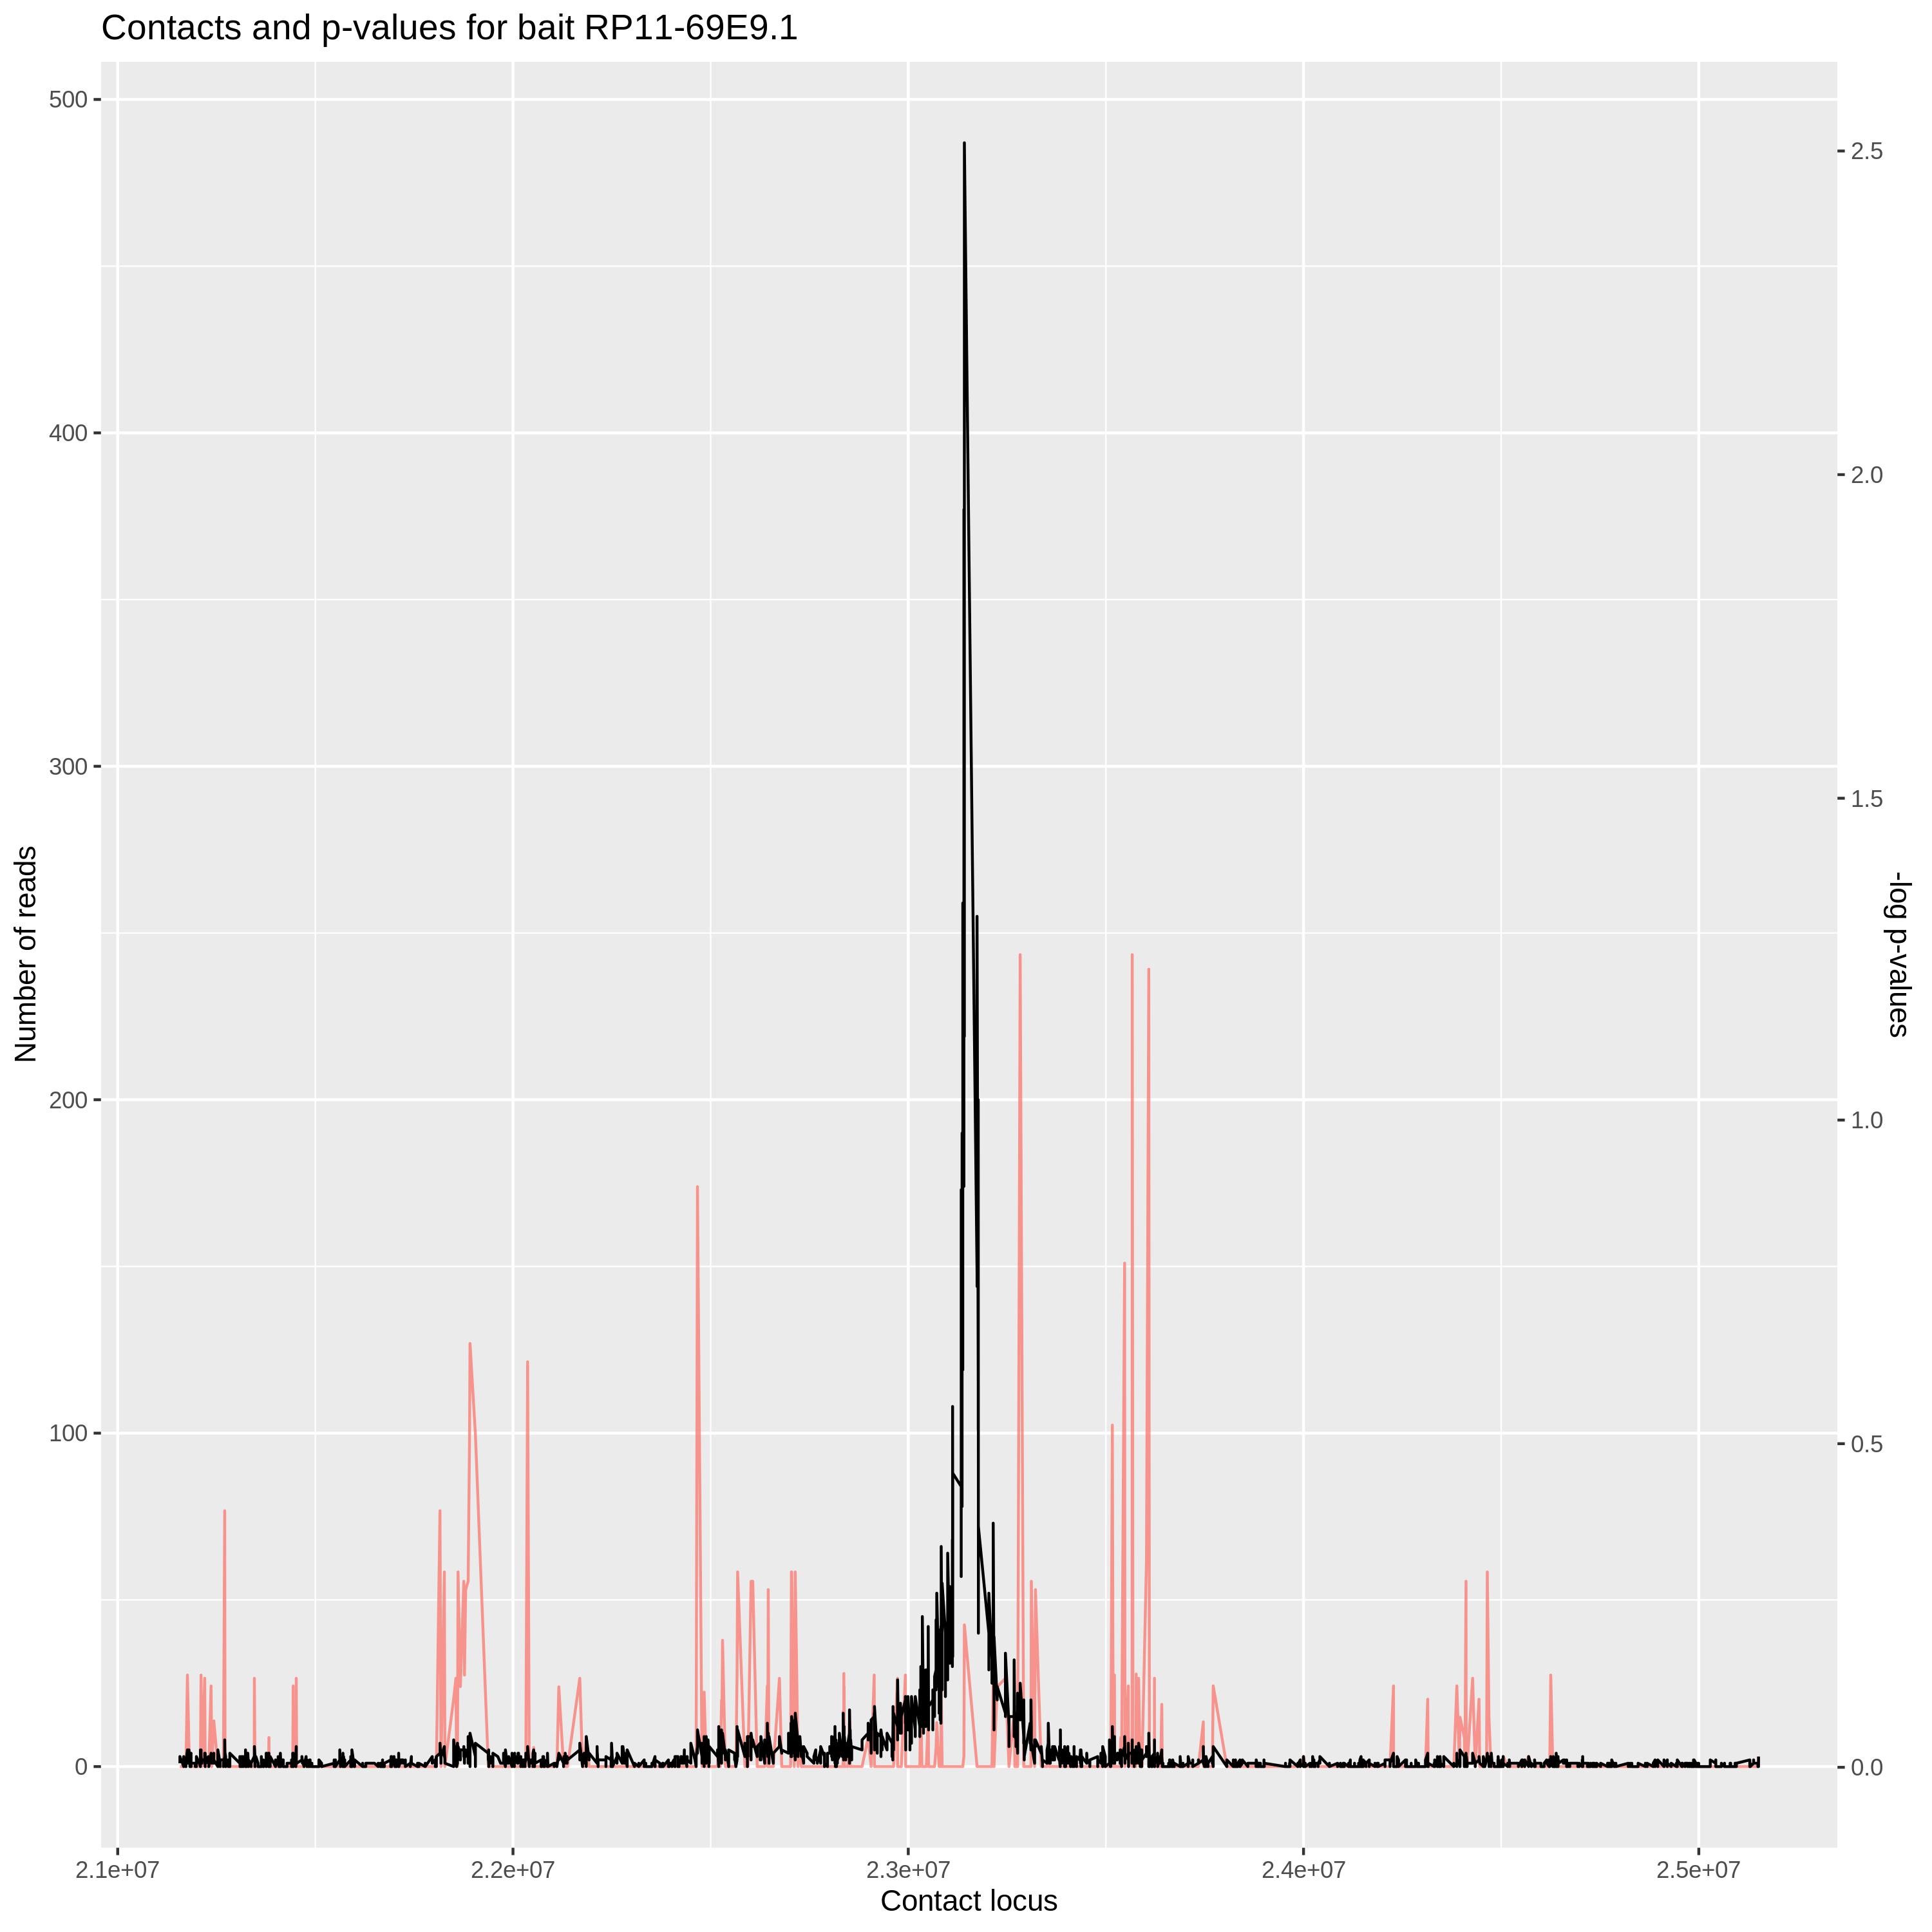 Contacts and p-values for bait RP11-69E9.1
500
400
300
200
100
0
Number of reads
2.5
2.0
1.5
1.0
0.5
0.0
-log p-values
2.1e+07
2.2e+07
2.3e+07
2.4e+07
2.5e+07
Contact locus